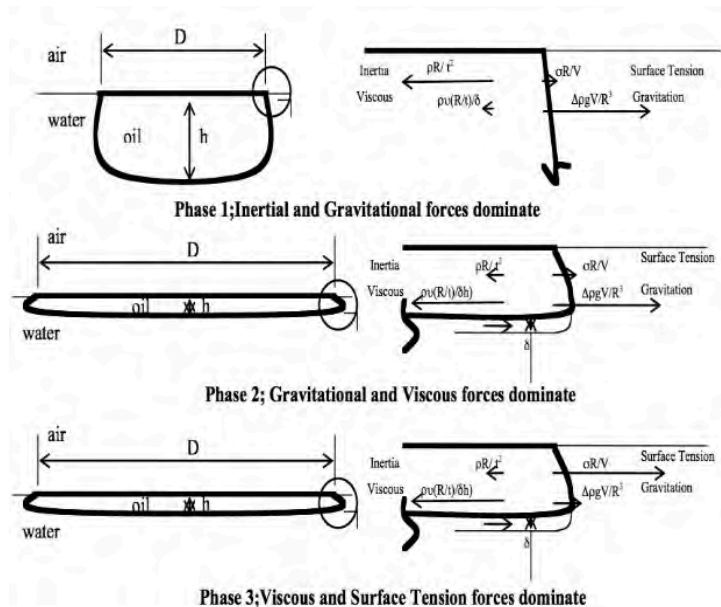 D
air
water
oil
h
Inertia
ρR/ t²
σR/V
Surface Tension
Viscous
ρυ(R/t)/δ
ΔρgV/R³
Gravitation
Phase 1;Inertial and Gravitational forces dominate
air
D
oil
h
water
Inertia
ρR/ t²
σR/V
Surface Tension
Viscous
ρυ(R/t)/δh)
ΔρgV/R³
Gravitation
δ
Phase 2; Gravitational and Viscous forces dominate
air
D
oil
h
water
Inertia
ρR/ t²
σR/V
Surface Tension
Viscous
ρυ(R/t)/δh)
ΔρgV/R³
Gravitation
δ
Phase 3;Viscous and Surface Tension forces dominate